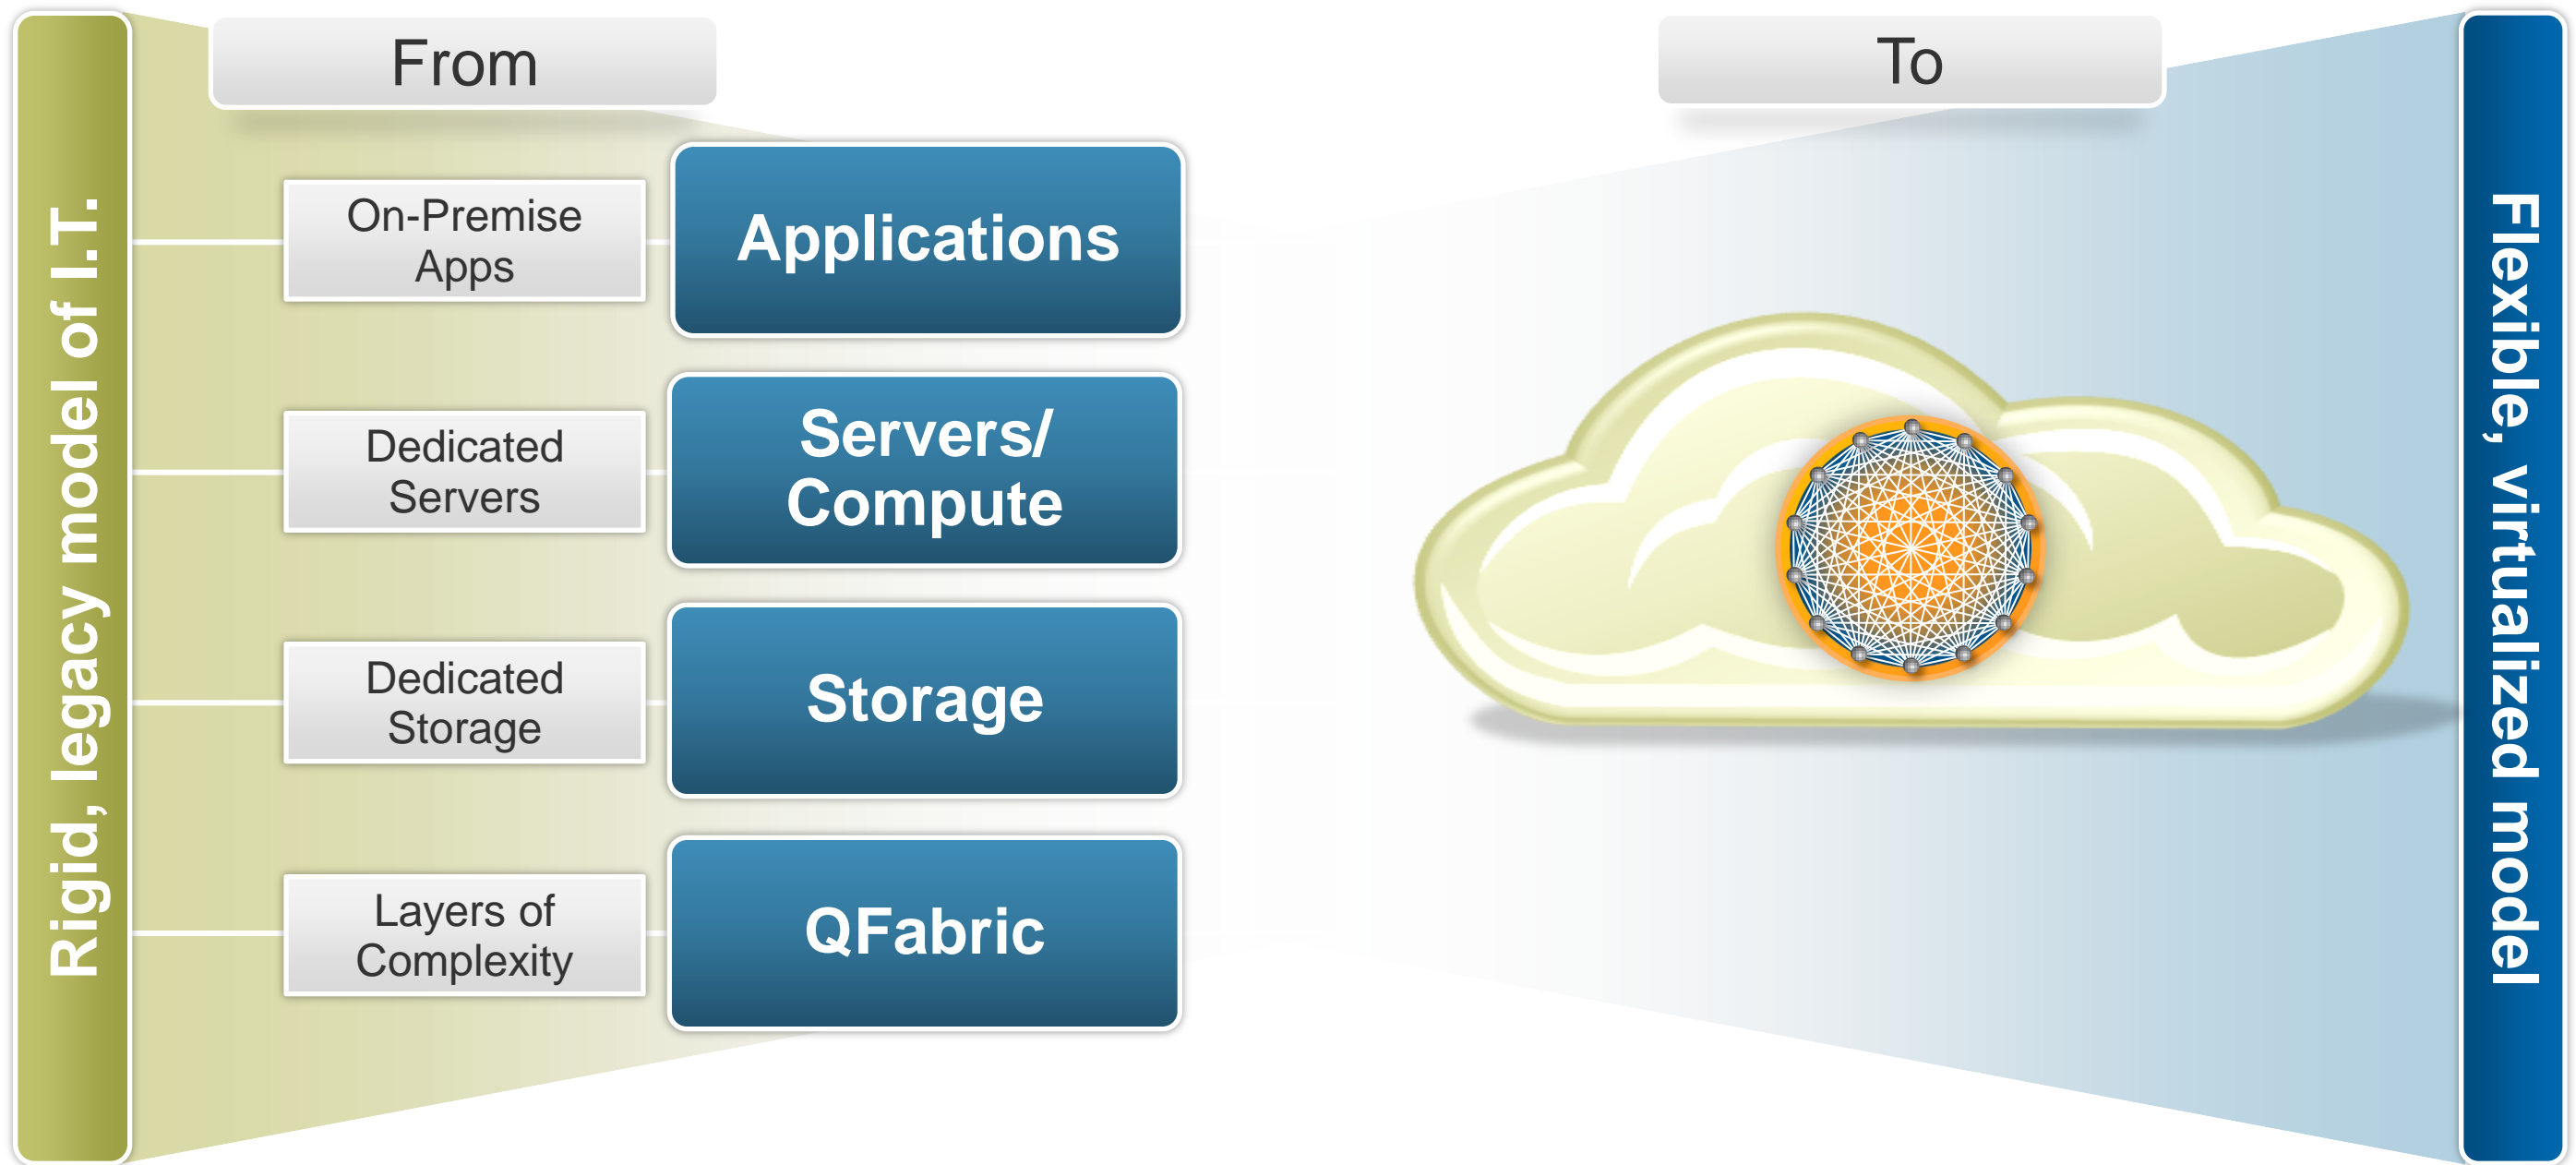 From
To
Rigid, legacy model of I.T.
On-Premise
Apps
Applications
Dedicated
Servers
Servers/
Compute
Dedicated
Storage
Storage
Layers of
Complexity
QFabric
Flexible, virtualized model